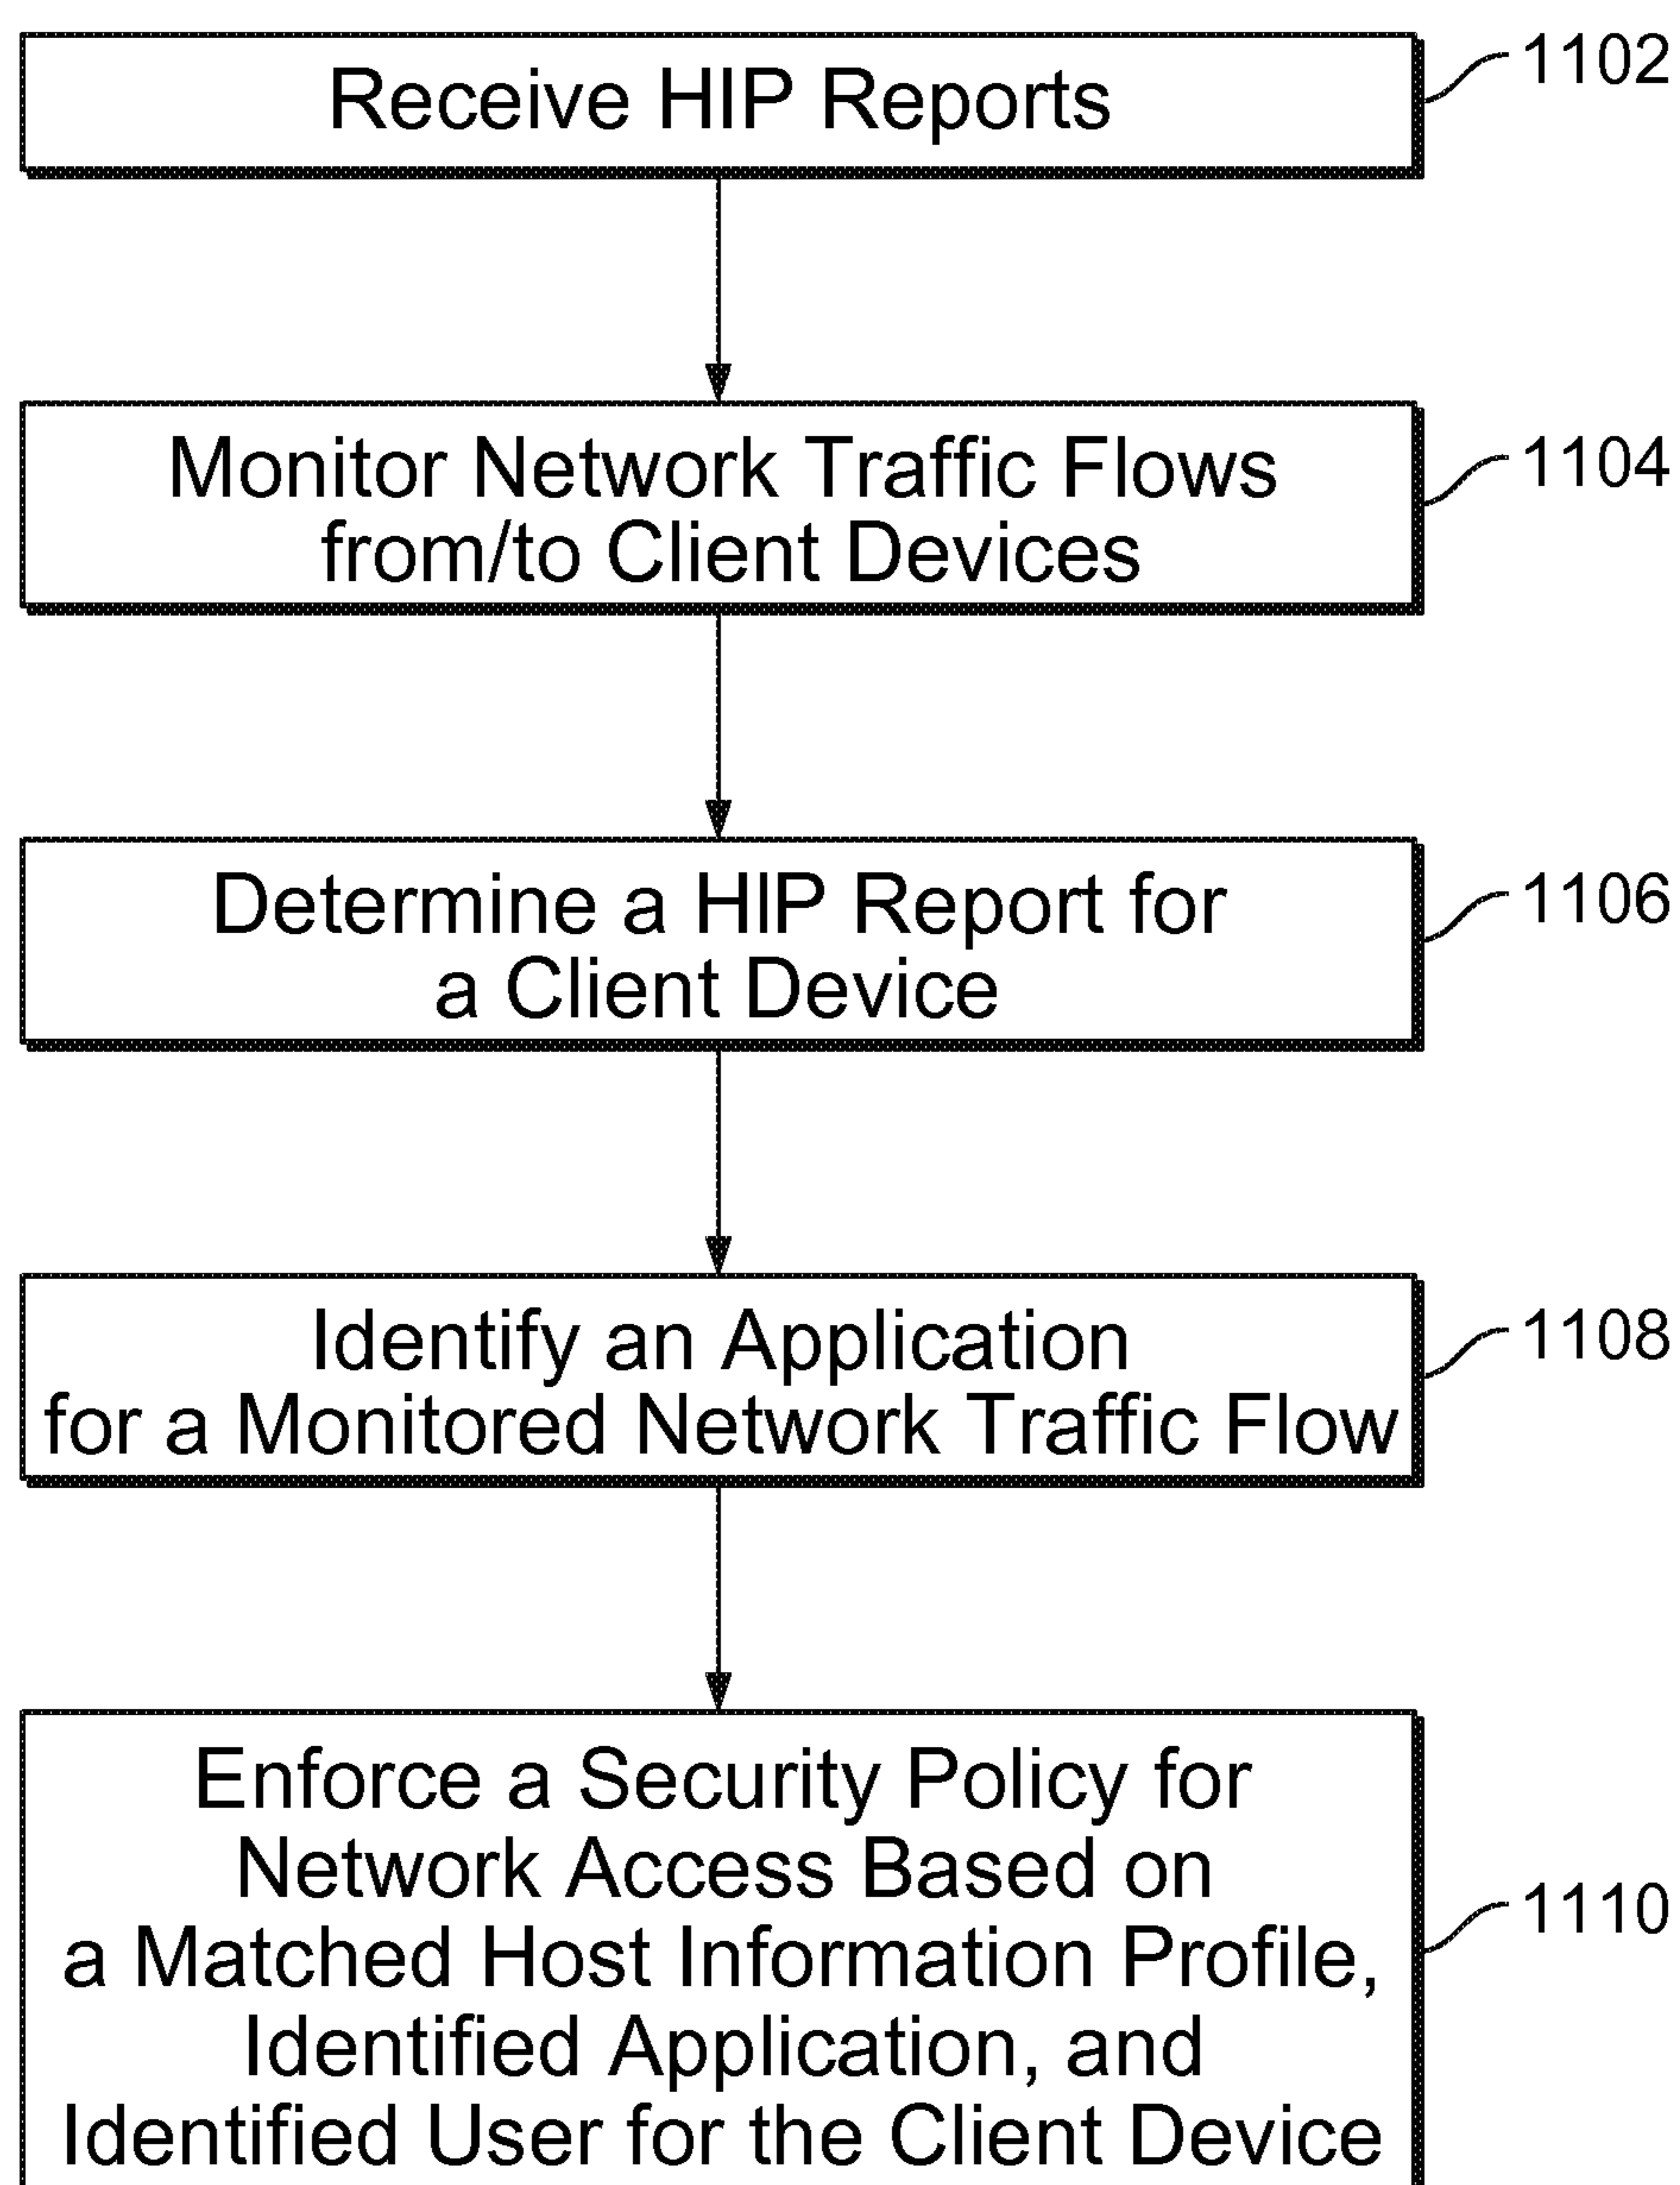 Receive HIP Reports
1102
Monitor Network Traffic Flows
from/to Client Devices
1104
Determine a HIP Report for
a Client Device
1106
Identify an Application
for a Monitored Network Traffic Flow
1108
Enforce a Security Policy for
Network Access Based on
a Matched Host Information Profile,
Identified Application, and
Identified User for the Client Device
1110